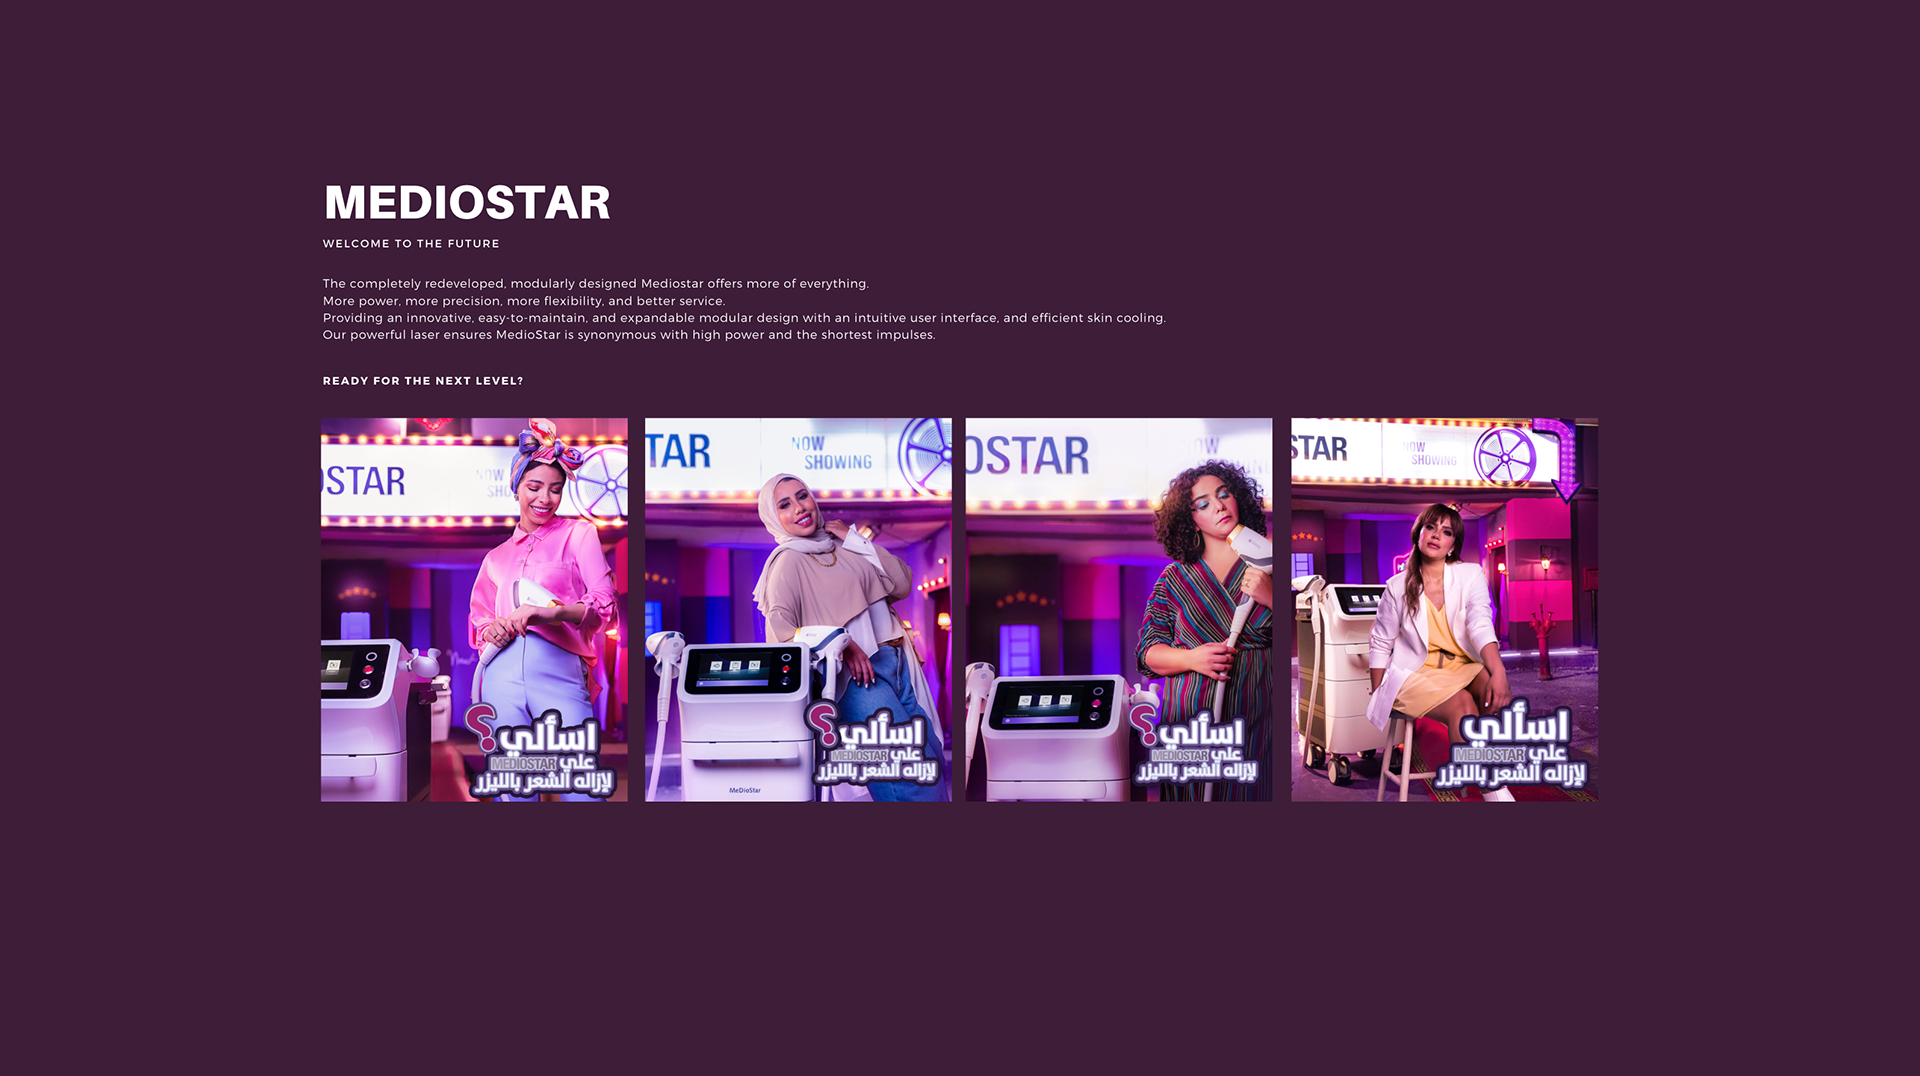 MEDIOSTAR
WELCOME TO THE FUTURE
The completely redeveloped, modularly designed Mediostar offers more of everything.
More power, more precision, more flexibility, and better service.
Providing an innovative, easy-to-maintain, and expandable modular design with an intuitive user interface, and efficient skin cooling.
Our powerful laser ensures MedioStar is synonymous with high power and the shortest impulses.
READY FOR THE NEXT LEVEL?
OSTAR
NOW
SHO
اسألي؟
علي MEDIOSTAR
لإزاله الشعر بالليزر
TAR
NOW
SHOWING
اسألي؟
علي MEDIOSTAR
لإزاله الشعر بالليزر
MeDioStar
OSTAR
NOW
اسألي؟
علي MEDIOSTAR
لإزاله الشعر بالليزر
STAR
NOW
SHOWING
اسألي
علي MEDIOSTAR
لإزاله الشعر بالليزر